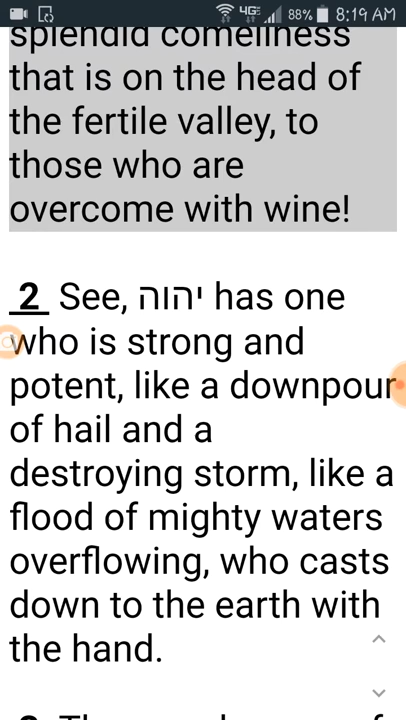 4G 88% 8:19 AM
splendid comeliness
that is on the head of
the fertile valley, to
those who are
overcome with wine!
2 See, יהוה has one
who is strong and
potent, like a downpour
of hail and a
destroying storm, like a
flood of mighty waters
overflowing, who casts
down to the earth with
the hand.